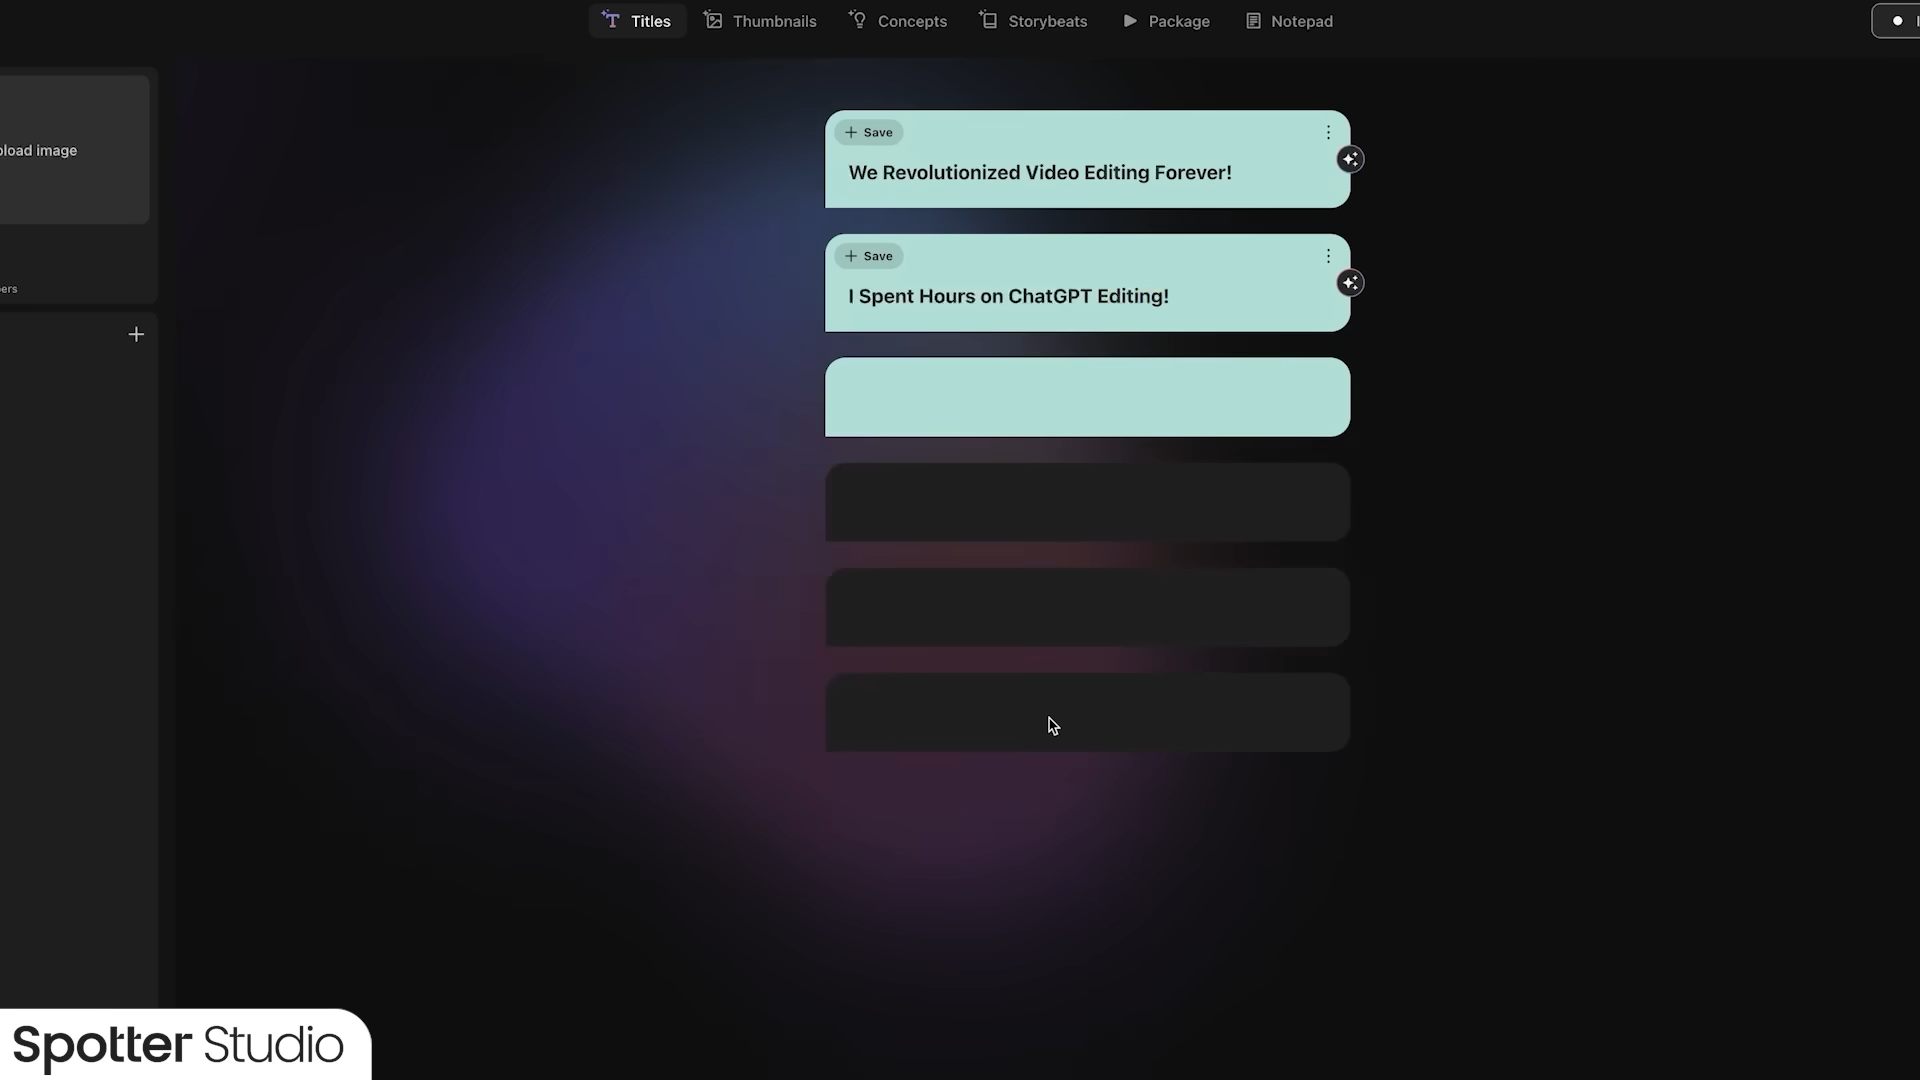 Titles
Thumbnails
Concepts
Storybeats
Package
Notepad
pload image
Save
We Revolutionized Video Editing Forever!
Save
I Spent Hours on ChatGPT Editing!
Spotter Studio